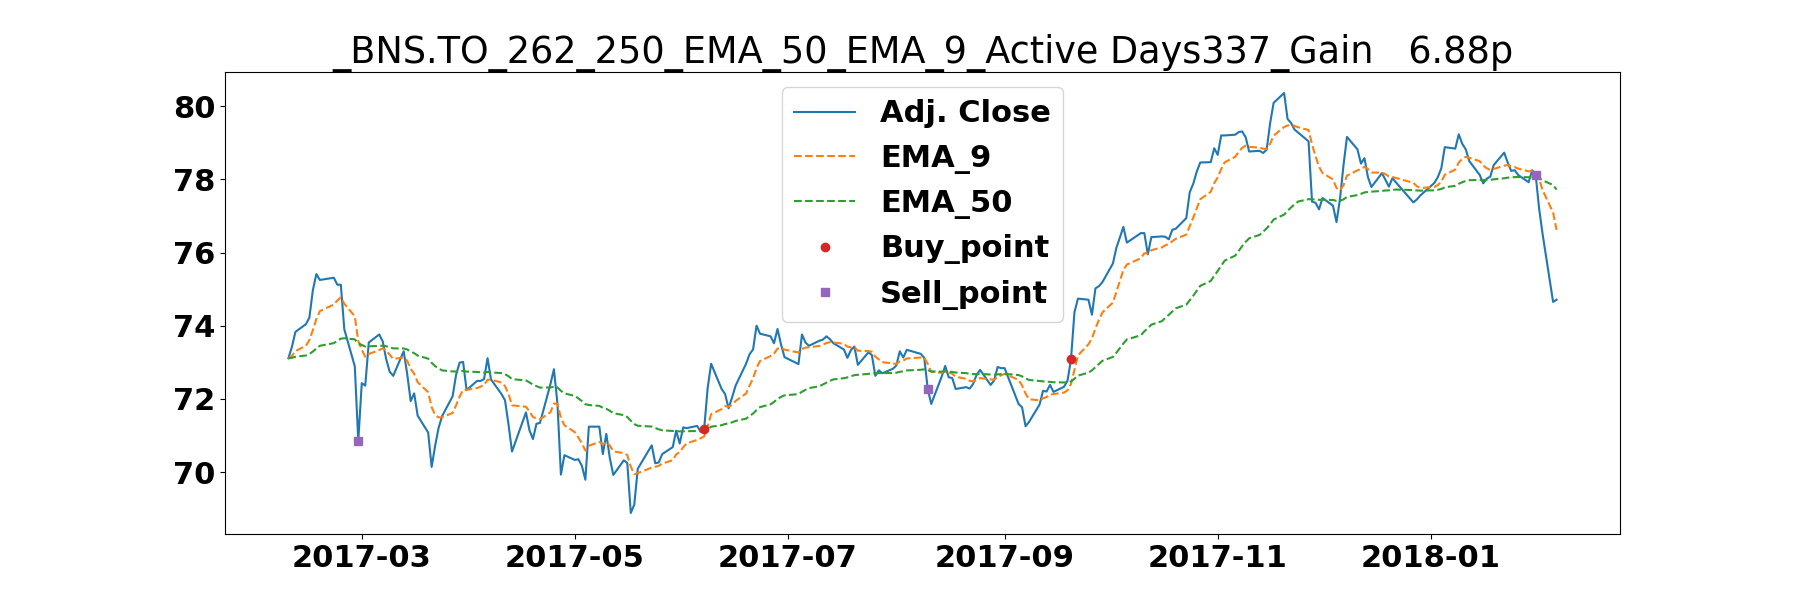 _BNS.TO_262_250_EMA_50_EMA_9_Active Days337_Gain   6.88p
80
78
76
74
72
70
Adj. Close
EMA_9
EMA_50
Buy_point
Sell_point
2017-03 2017-05 2017-07 2017-09 2017-11 2018-01